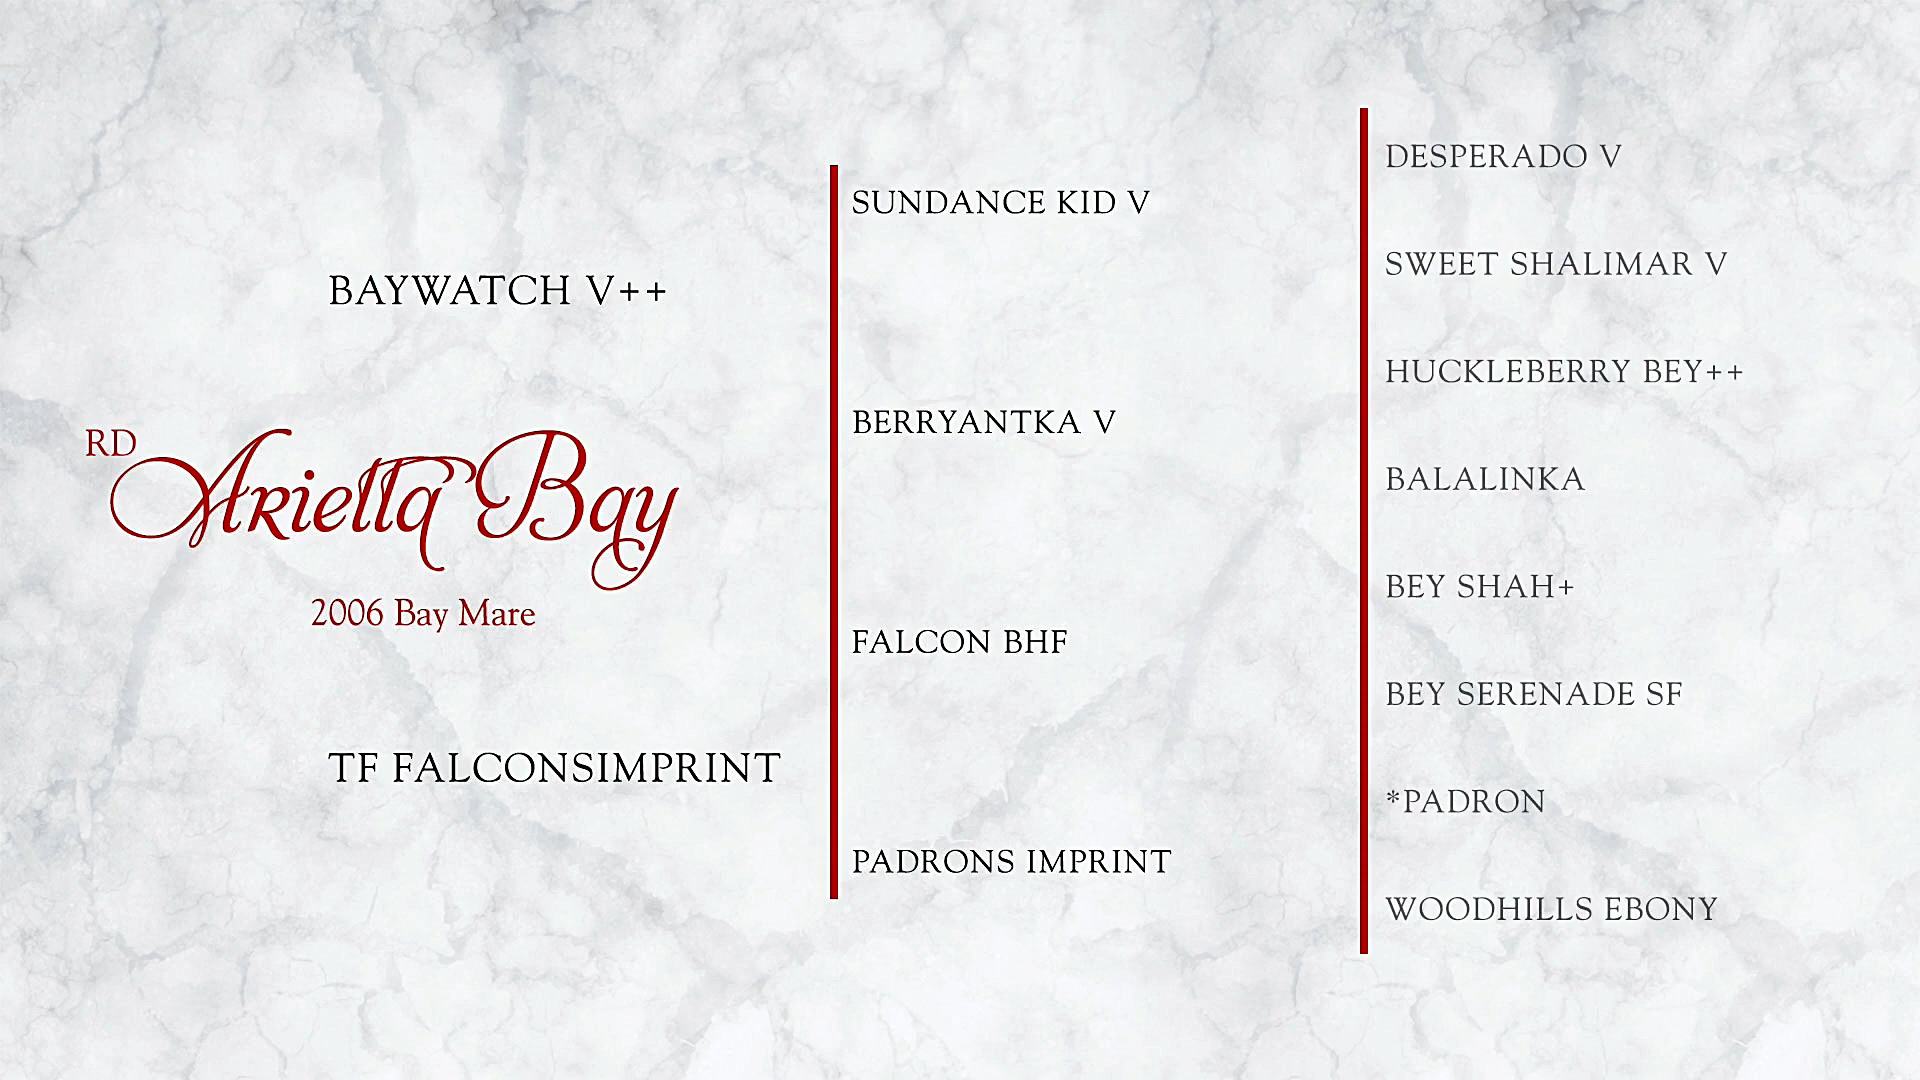 BAYWATCH V++
RD Ariella Bay
2006 Bay Mare
TF FALCONSIMPRINT
SUNDANCE KID V
BERRYANTKA V
FALCON BHF
PADRONS IMPRINT
DESPERADO V
SWEET SHALIMAR V
HUCKLEBERRY BEY++
BALALINKA
BEY SHAH+
BEY SERENADE SF
*PADRON
WOODHILLS EBONY